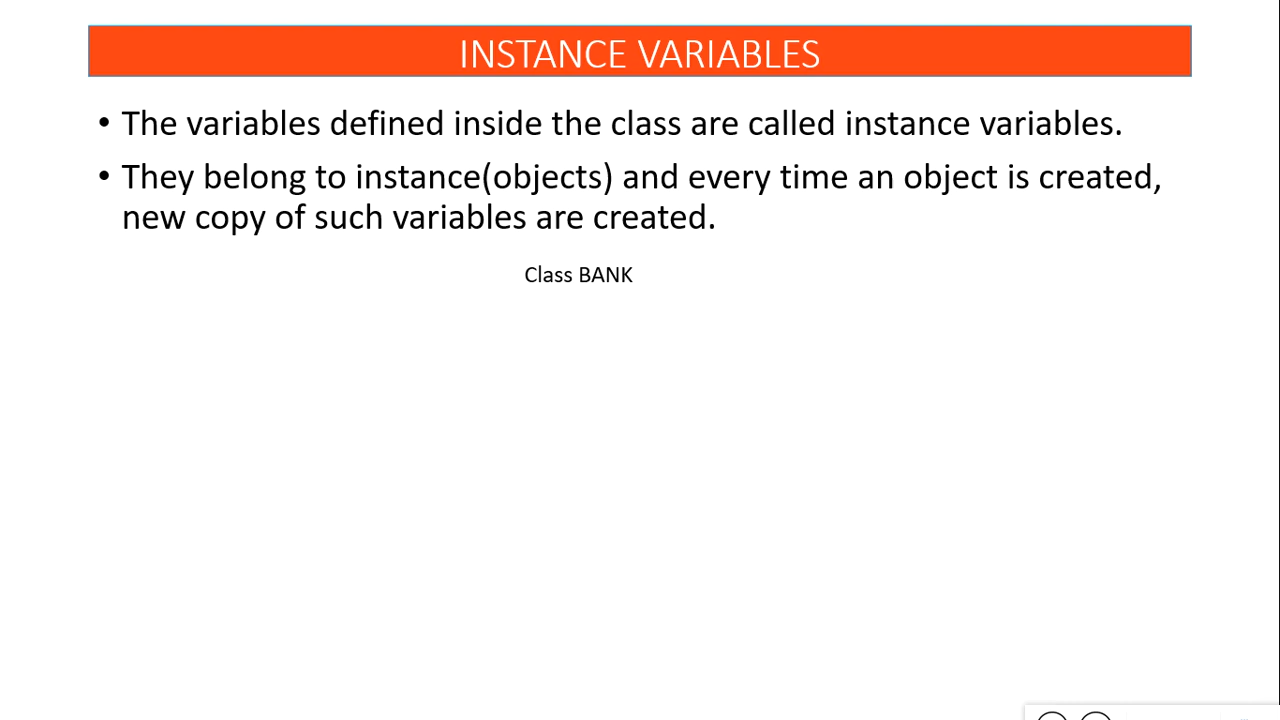 INSTANCE VARIABLES
• The variables defined inside the class are called instance variables.
• They belong to instance(objects) and every time an object is created,
new copy of such variables are created.
Class BANK